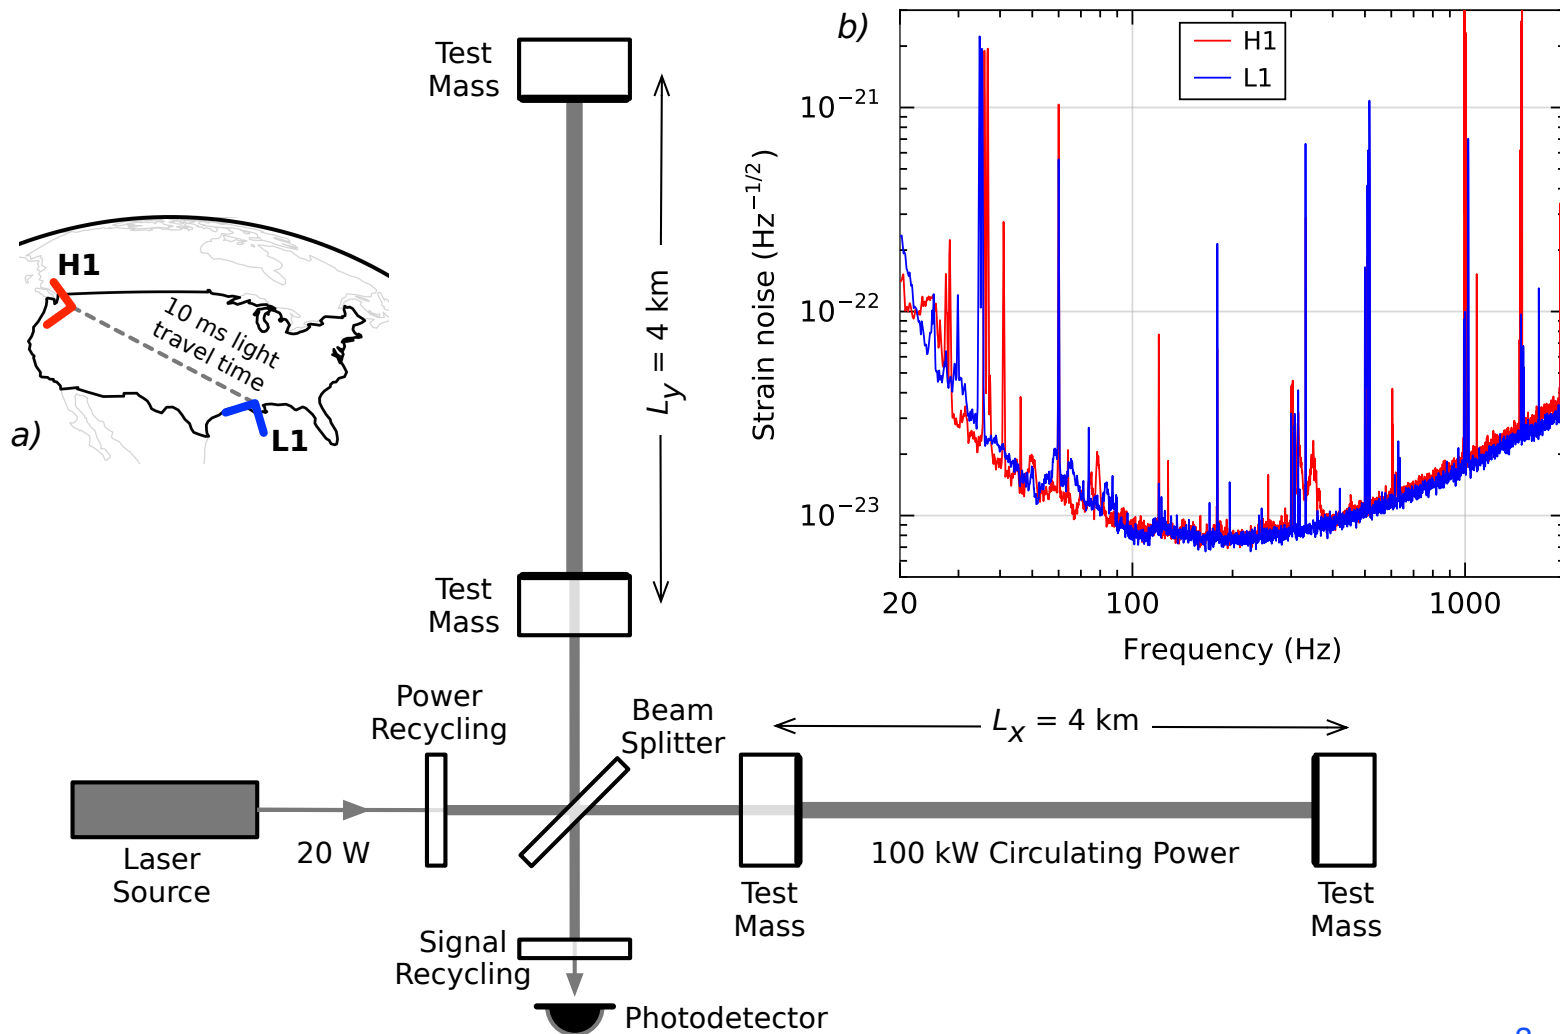 Test
Mass
b)
H1
L1
10⁻²¹
10⁻²²
10⁻²³
Strain noise (Hz⁻¹/²)
20
100
1000
Frequency (Hz)
H1
10 ms light
travel time
L1
a)
L_y = 4 km
Test
Mass
Power
Recycling
Beam
Splitter
L_x = 4 km
Laser
Source
20 W
100 kW Circulating Power
Test
Mass
Test
Mass
Signal
Recycling
Photodetector